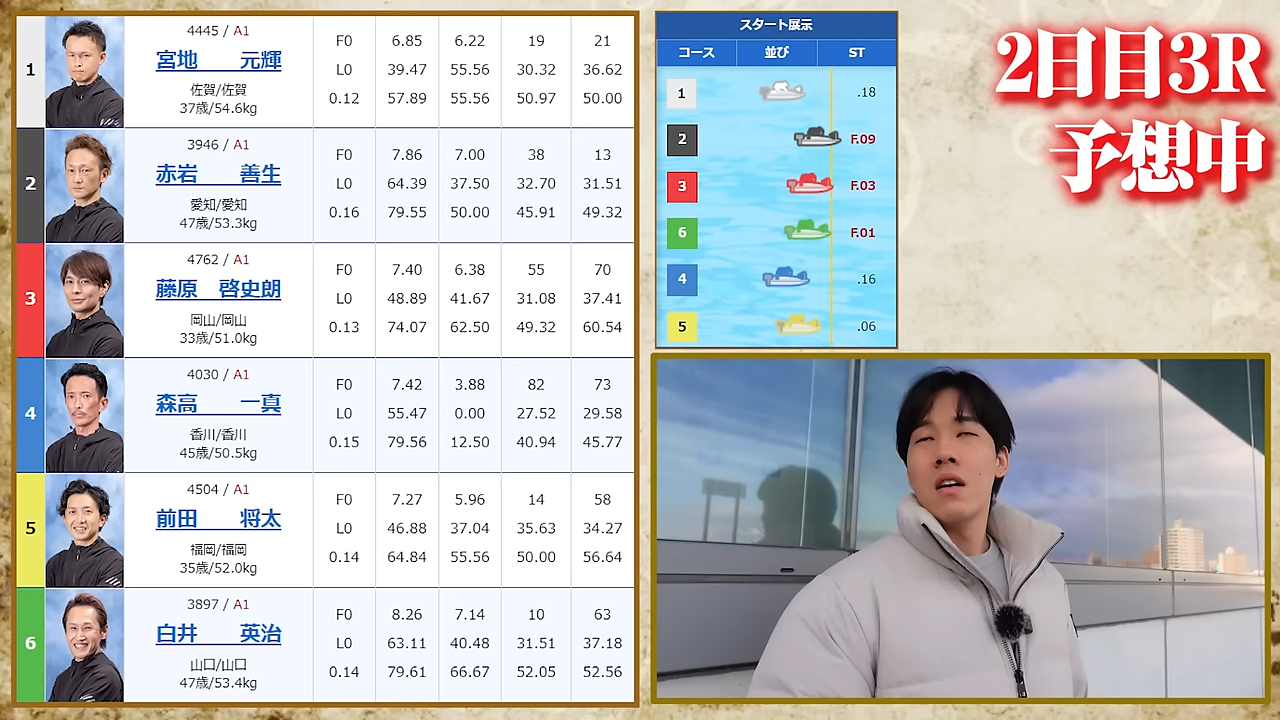 1
4445 / A1
宮地 元輝
佐賀/佐賀
37歳/54.6kg
F0 6.85 6.22 19 21
L0 39.47 55.56 30.32 36.62
0.12 57.89 55.56 50.97 50.00
2
3946 / A1
赤岩 善生
愛知/愛知
47歳/53.3kg
F0 7.86 7.00 38 13
L0 64.39 37.50 32.70 31.51
0.16 79.55 50.00 45.91 49.32
3
4762 / A1
藤原 啓史朗
岡山/岡山
33歳/51.0kg
F0 7.40 6.38 55 70
L0 48.89 41.67 31.08 37.41
0.13 74.07 62.50 49.32 60.54
4
4030 / A1
森高 一真
香川/香川
45歳/50.5kg
F0 7.42 3.88 82 73
L0 55.47 0.00 27.52 29.58
0.15 79.56 12.50 40.94 45.77
5
4504 / A1
前田 将太
福岡/福岡
35歳/52.0kg
F0 7.27 5.96 14 58
L0 46.88 37.04 35.63 34.27
0.14 64.84 55.56 50.00 56.64
6
3897 / A1
白井 英治
山口/山口
47歳/53.4kg
F0 8.26 7.14 10 63
L0 63.11 40.48 31.51 37.18
0.14 79.61 66.67 52.05 52.56
スタート展示
コース 並び ST
1 .18
2 F.09
3 F.03
6 F.01
4 .16
5 .06
2日目3R
予想中